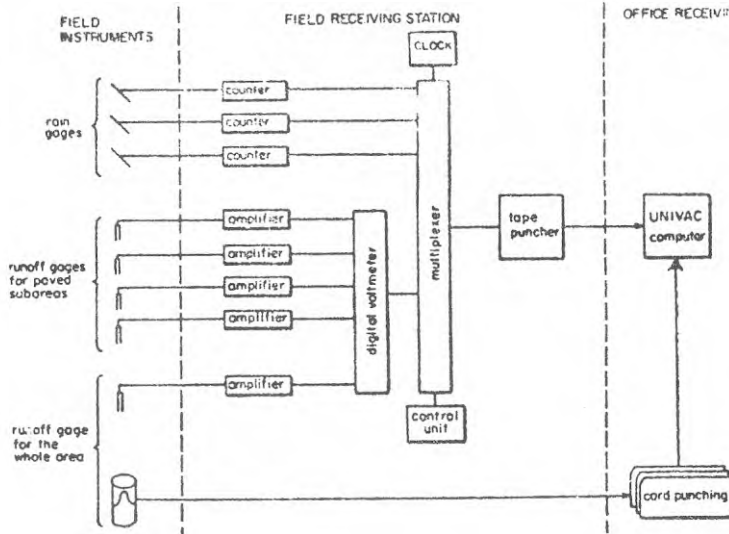 FIELD
INSTRUMENTS
FIELD RECEIVING STATION
OFFICE RECEIVIN
CLOCK
rain
gages
counter
counter
counter
runoff gages
for paved
subareas
amplifier
amplifier
amplifier
amplifier
digital voltmeter
multiplexer
tape
puncher
UNIVAC
computer
runoff gage
for the
whole area
amplifier
control
unit
card punching